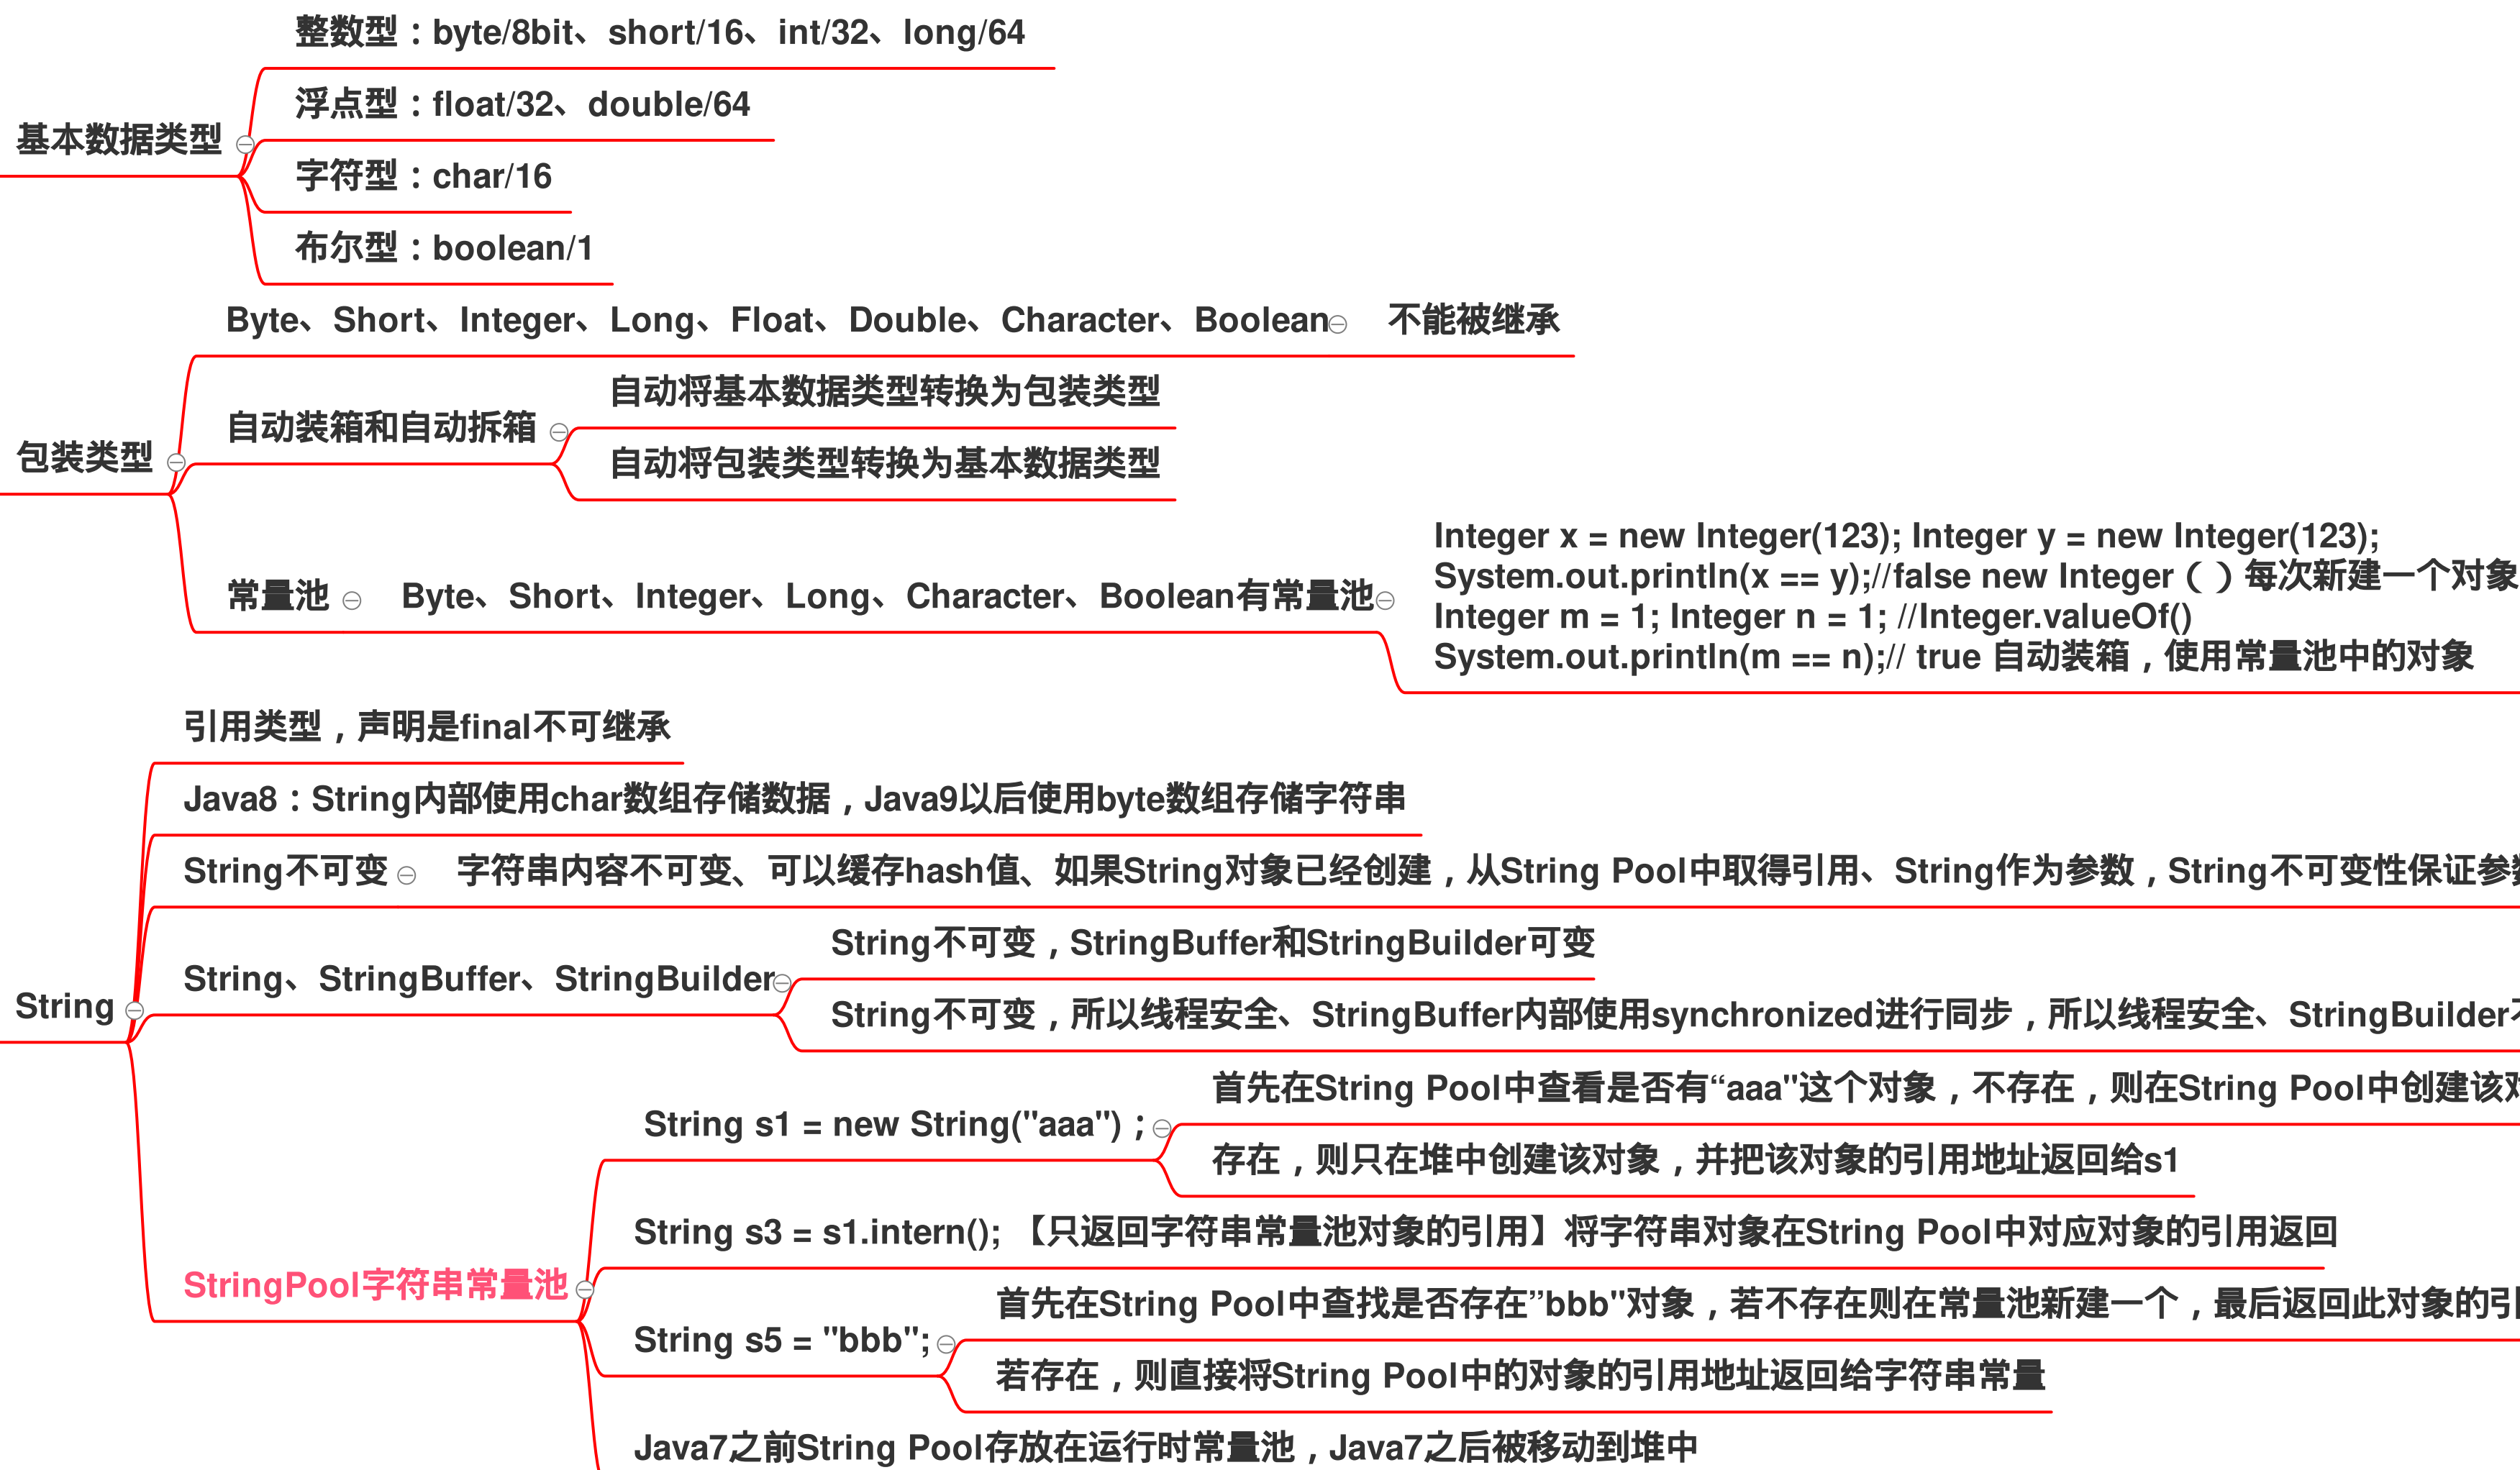 整数型：byte/8bit、short/16、int/32、long/64
浮点型：float/32、double/64
基本数据类型
字符型：char/16
布尔型：boolean/1
Byte、Short、Integer、Long、Float、Double、Character、Boolean 不能被继承
自动将基本数据类型转换为包装类型
自动装箱和自动拆箱
包装类型
自动将包装类型转换为基本数据类型
Integer x = new Integer(123); Integer y = new Integer(123);
System.out.println(x == y);//false new Integer（）每次新建一个对象
常量池 Byte、Short、Integer、Long、Character、Boolean有常量池
Integer m = 1; Integer n = 1; //Integer.valueOf()
System.out.println(m == n);// true 自动装箱，使用常量池中的对象
引用类型，声明是final不可继承
Java8：String内部使用char数组存储数据，Java9以后使用byte数组存储字符串
String不可变 字符串内容不可变、可以缓存hash值、如果String对象已经创建，从String Pool中取得引用、String作为参数，String不可变性保证参
String不可变，StringBuffer和StringBuilder可变
String、StringBuffer、StringBuilder
String
String不可变，所以线程安全、StringBuffer内部使用synchronized进行同步，所以线程安全、StringBuilder
首先在String Pool中查看是否有“aaa"这个对象，不存在，则在String Pool中创建该
String s1 = new String("aaa")；
存在，则只在堆中创建该对象，并把该对象的引用地址返回给s1
String s3 = s1.intern(); 【只返回字符串常量池对象的引用】将字符串对象在String Pool中对应对象的引用返回
StringPool字符串常量池
首先在String Pool中查找是否存在”bbb"对象，若不存在则在常量池新建一个，最后返回此对象的引
String s5 = "bbb";
若存在，则直接将String Pool中的对象的引用地址返回给字符串常量
Java7之前String Pool存放在运行时常量池，Java7之后被移动到堆中